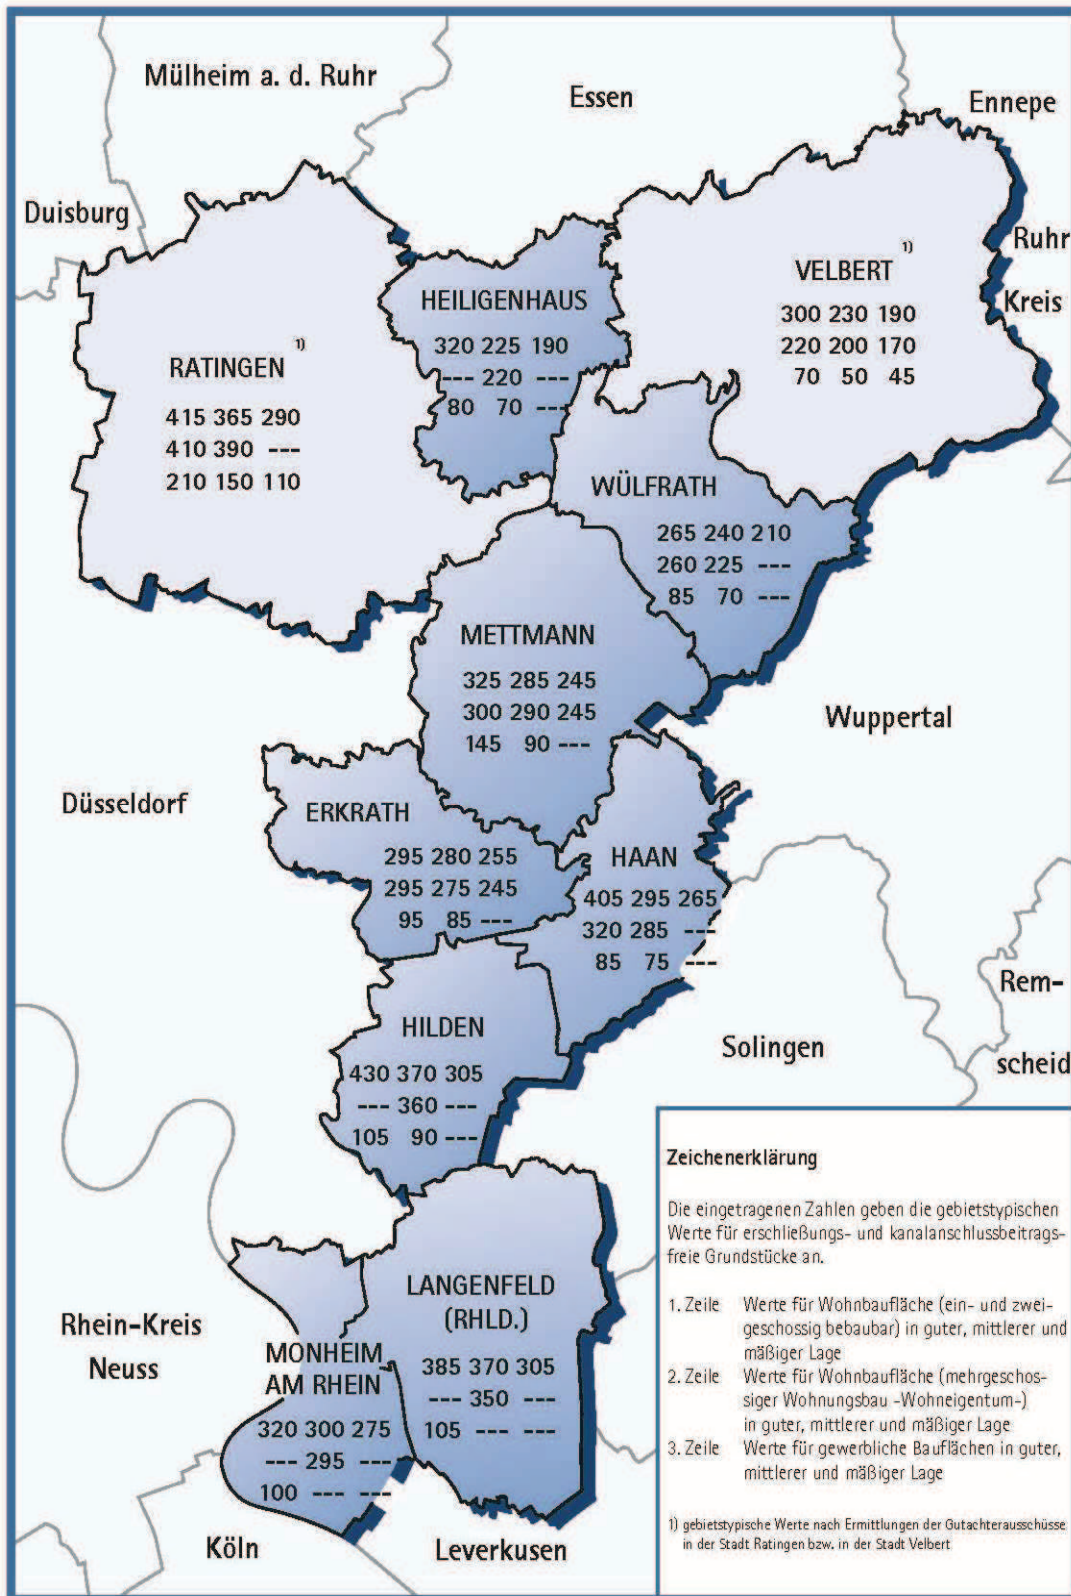 Mülheim a. d. Ruhr
Essen
Ennepe
Duisburg
Ruhr
Kreis
VELBERT 1)
300 230 190
220 200 170
70 50 45
HEILIGENHAUS
320 225 190
--- 220 ---
80 70 ---
RATINGEN 1)
415 365 290
410 390 ---
210 150 110
WÜLFRATH
265 240 210
260 225 ---
85 70 ---
METTMANN
325 285 245
300 290 245
145 90 ---
Wuppertal
Düsseldorf
ERKRATH
295 280 255
295 275 245
95 85 ---
HAAN
405 295 265
320 285 ---
85 75 ---
Rem-
scheid
HILDEN
430 370 305
--- 360 ---
105 90 ---
Solingen
LANGENFELD
(RHLD.)
385 370 305
--- 350 ---
105 --- ---
Rhein-Kreis
Neuss
MONHEIM
AM RHEIN
320 300 275
--- 295 ---
100 --- ---
Köln
Leverkusen
Zeichenerklärung
Die eingetragenen Zahlen geben die gebietstypischen
Werte für erschließungs- und kanalanschlussbeitrags-
freie Grundstücke an.
1. Zeile Werte für Wohnbaufläche (ein- und zwei-
geschossig bebaubar) in guter, mittlerer und
mäßiger Lage
2. Zeile Werte für Wohnbaufläche (mehrgeschos-
siger Wohnungsbau -Wohneigentum-)
in guter, mittlerer und mäßiger Lage
3. Zeile Werte für gewerbliche Bauflächen in guter,
mittlerer und mäßiger Lage
1) gebietstypische Werte nach Ermittlungen der Gutachterausschüsse
in der Stadt Ratingen bzw. in der Stadt Velbert